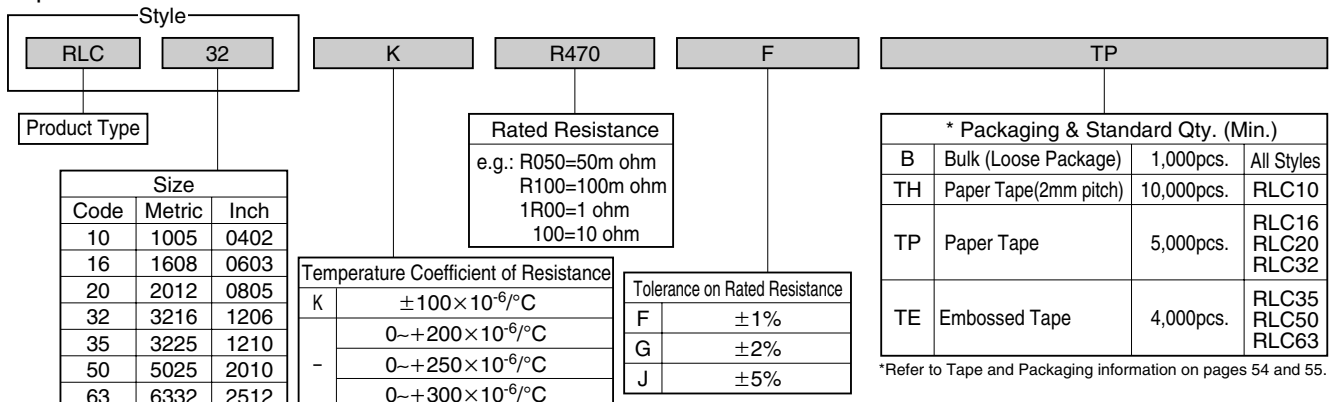 Style
RLC 32 K R470 F TP
Product Type
Size
Code Metric Inch
10 1005 0402
16 1608 0603
20 2012 0805
32 3216 1206
35 3225 1210
50 5025 2010
63 6332 2512
Temperature Coefficient of Resistance
K ±100×10-6/°C
– 0~+200×10-6/°C
0~+250×10-6/°C
0~+300×10-6/°C
Rated Resistance
e.g.: R050=50m ohm
R100=100m ohm
1R00=1 ohm
100=10 ohm
Tolerance on Rated Resistance
F ±1%
G ±2%
J ±5%
* Packaging & Standard Qty. (Min.)
B Bulk (Loose Package) 1,000pcs. All Styles
TH Paper Tape(2mm pitch) 10,000pcs. RLC10
TP Paper Tape 5,000pcs. RLC16
RLC20
RLC32
TE Embossed Tape 4,000pcs. RLC35
RLC50
RLC63
*Refer to Tape and Packaging information on pages 54 and 55.